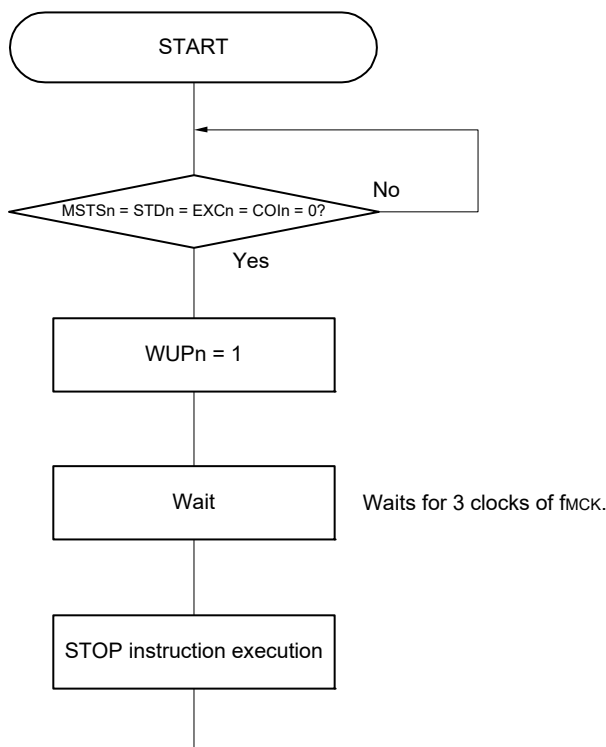 START
No
MSTSn = STDn = EXCn = COIn = 0?
Yes
WUPn = 1
Wait
Waits for 3 clocks of fMCK.
STOP instruction execution